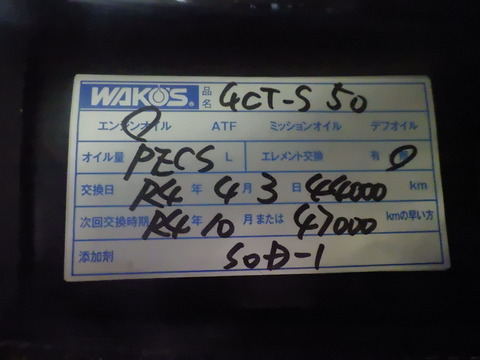 WAKO'S® 品名 4CT-S 50
エンジンオイル ATF ミッションオイル デフオイル
オイル量 PZCS L エレメント交換 有
交換日 R4 年 4 月 3 日 44000 km
次回交換時期 R4 年 10 月または 47000 kmの早い方
添加剤 SOD-1